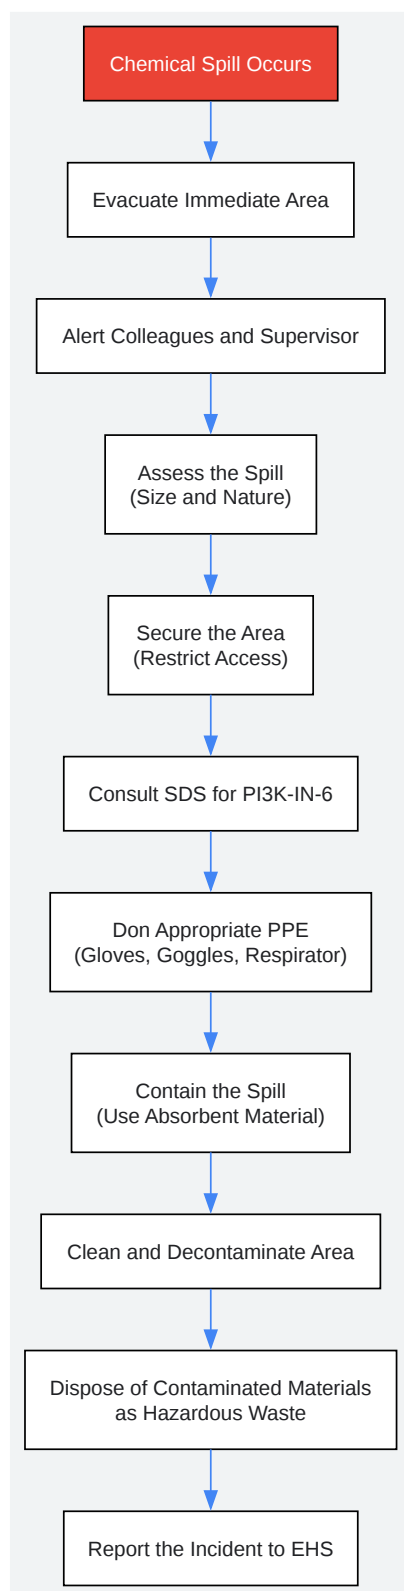 Chemical Spill Occurs
Evacuate Immediate Area
Alert Colleagues and Supervisor
Assess the Spill
(Size and Nature)
Secure the Area
(Restrict Access)
Consult SDS for PI3K-IN-6
Don Appropriate PPE
(Gloves, Goggles, Respirator)
Contain the Spill
(Use Absorbent Material)
Clean and Decontaminate Area
Dispose of Contaminated Materials
as Hazardous Waste
Report the Incident to EHS